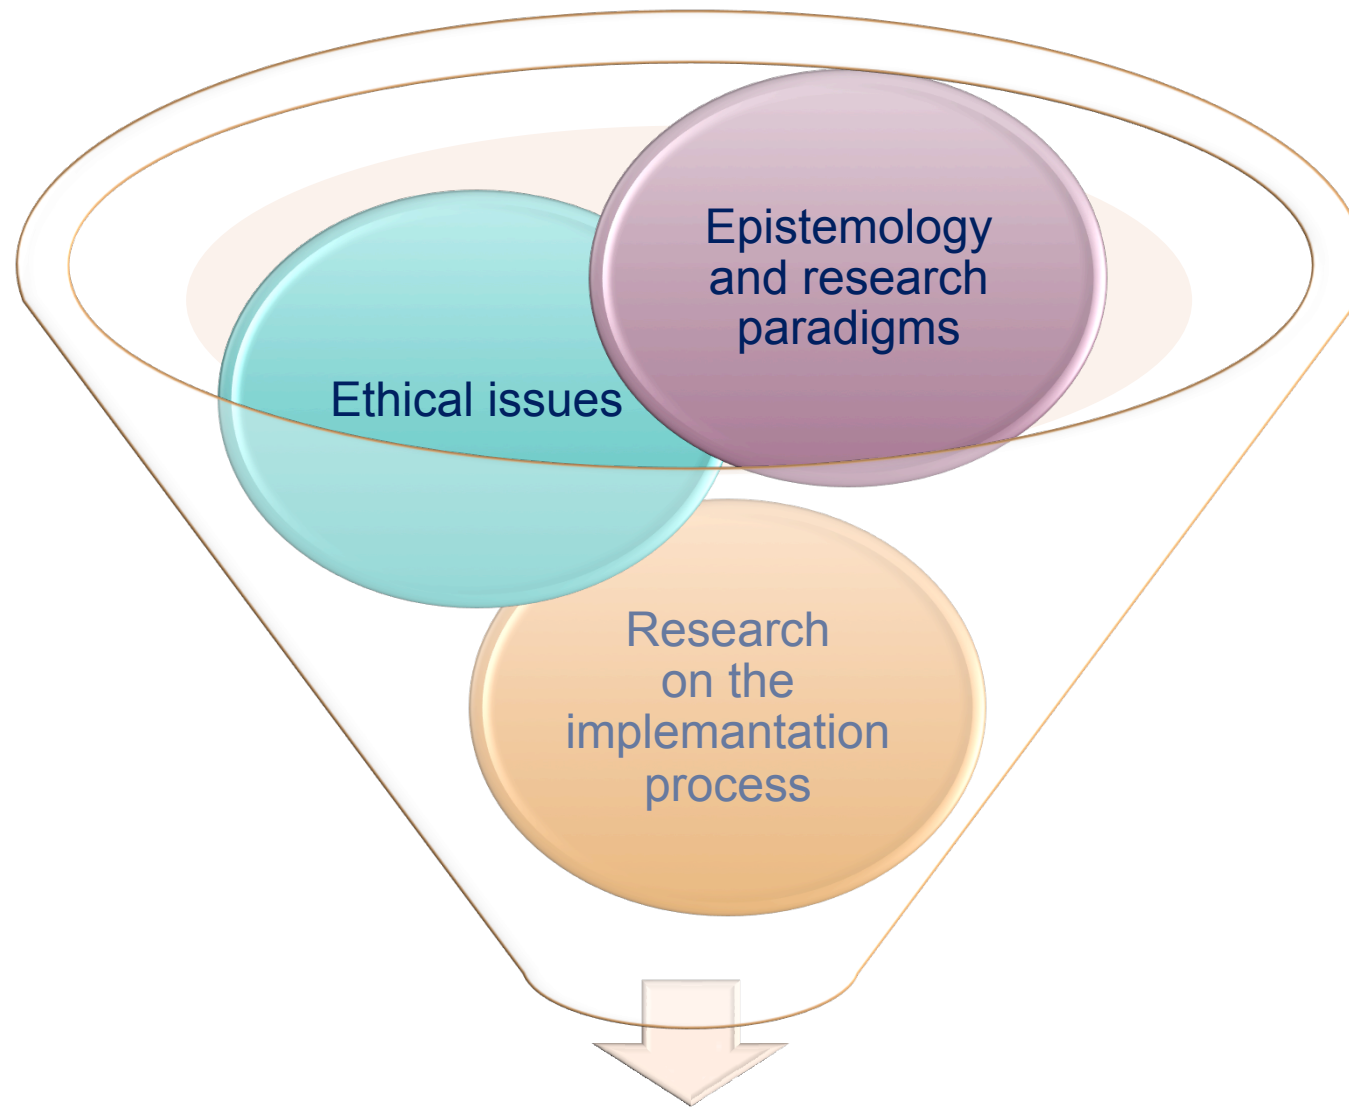 Epistemology
and research
paradigms
Ethical issues
Research
on the
implemantation
process